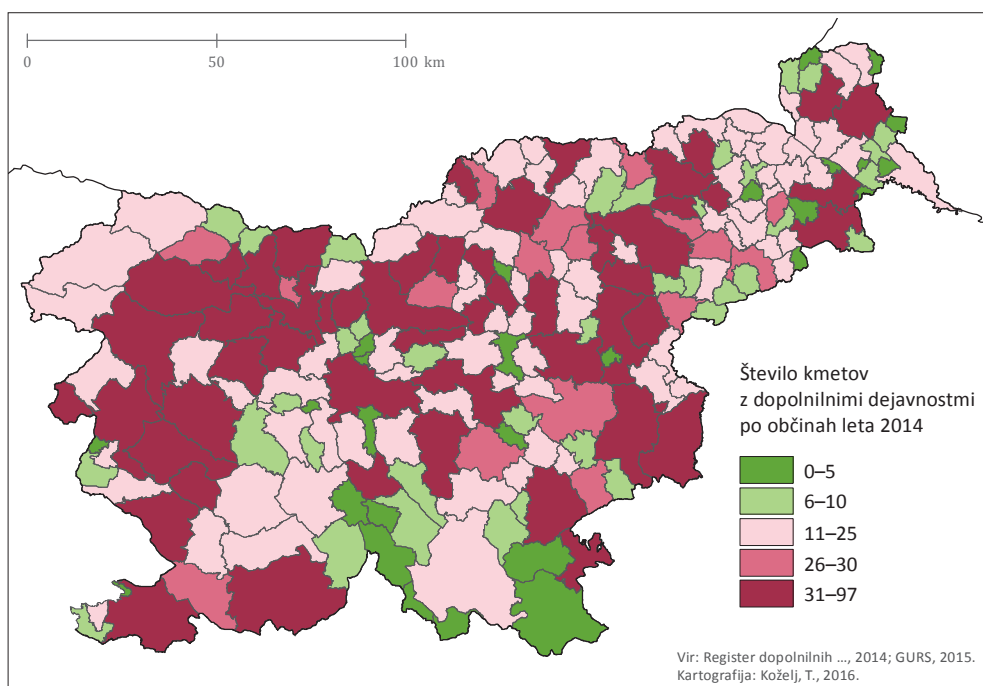 0 50 100 km
Število kmetov
z dopolnilnimi dejavnostmi
po občinah leta 2014
0–5
6–10
11–25
26–30
31–97
Vir: Register dopolnilnih ..., 2014; GURS, 2015.
Kartografija: Koželj, T., 2016.